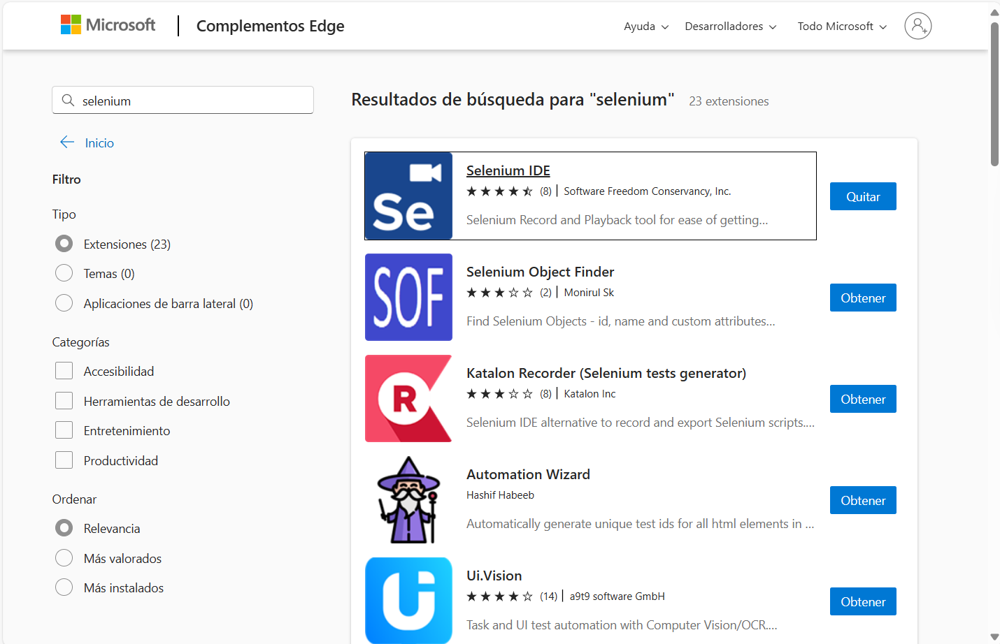 Microsoft
Complementos Edge
Ayuda
Desarrolladores
Todo Microsoft
selenium
Inicio
Filtro
Tipo
Extensiones (23)
Temas (0)
Aplicaciones de barra lateral (0)
Categorías
Accesibilidad
Herramientas de desarrollo
Entretenimiento
Productividad
Ordenar
Relevancia
Más valorados
Más instalados
Resultados de búsqueda para "selenium"
23 extensiones
Se
Selenium IDE
(8) | Software Freedom Conservancy, Inc.
Selenium Record and Playback tool for ease of getting...
Quitar
SOF
Selenium Object Finder
(2) | Monirul Sk
Find Selenium Objects - id, name and custom attributes...
Obtener
R
Katalon Recorder (Selenium tests generator)
(8) | Katalon Inc
Selenium IDE alternative to record and export Selenium scripts....
Obtener
Automation Wizard
Hashif Habeeb
Automatically generate unique test ids for all html elements in ...
Obtener
Ui
Ui.Vision
(14) | a9t9 software GmbH
Task and UI test automation with Computer Vision/OCR....
Obtener